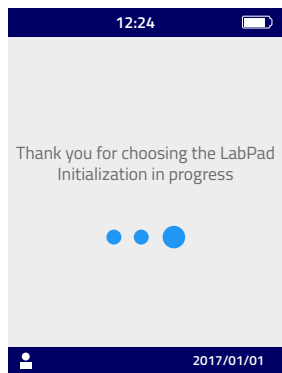 12:24
Thank you for choosing the LabPad
Initialization in progress
2017/01/01